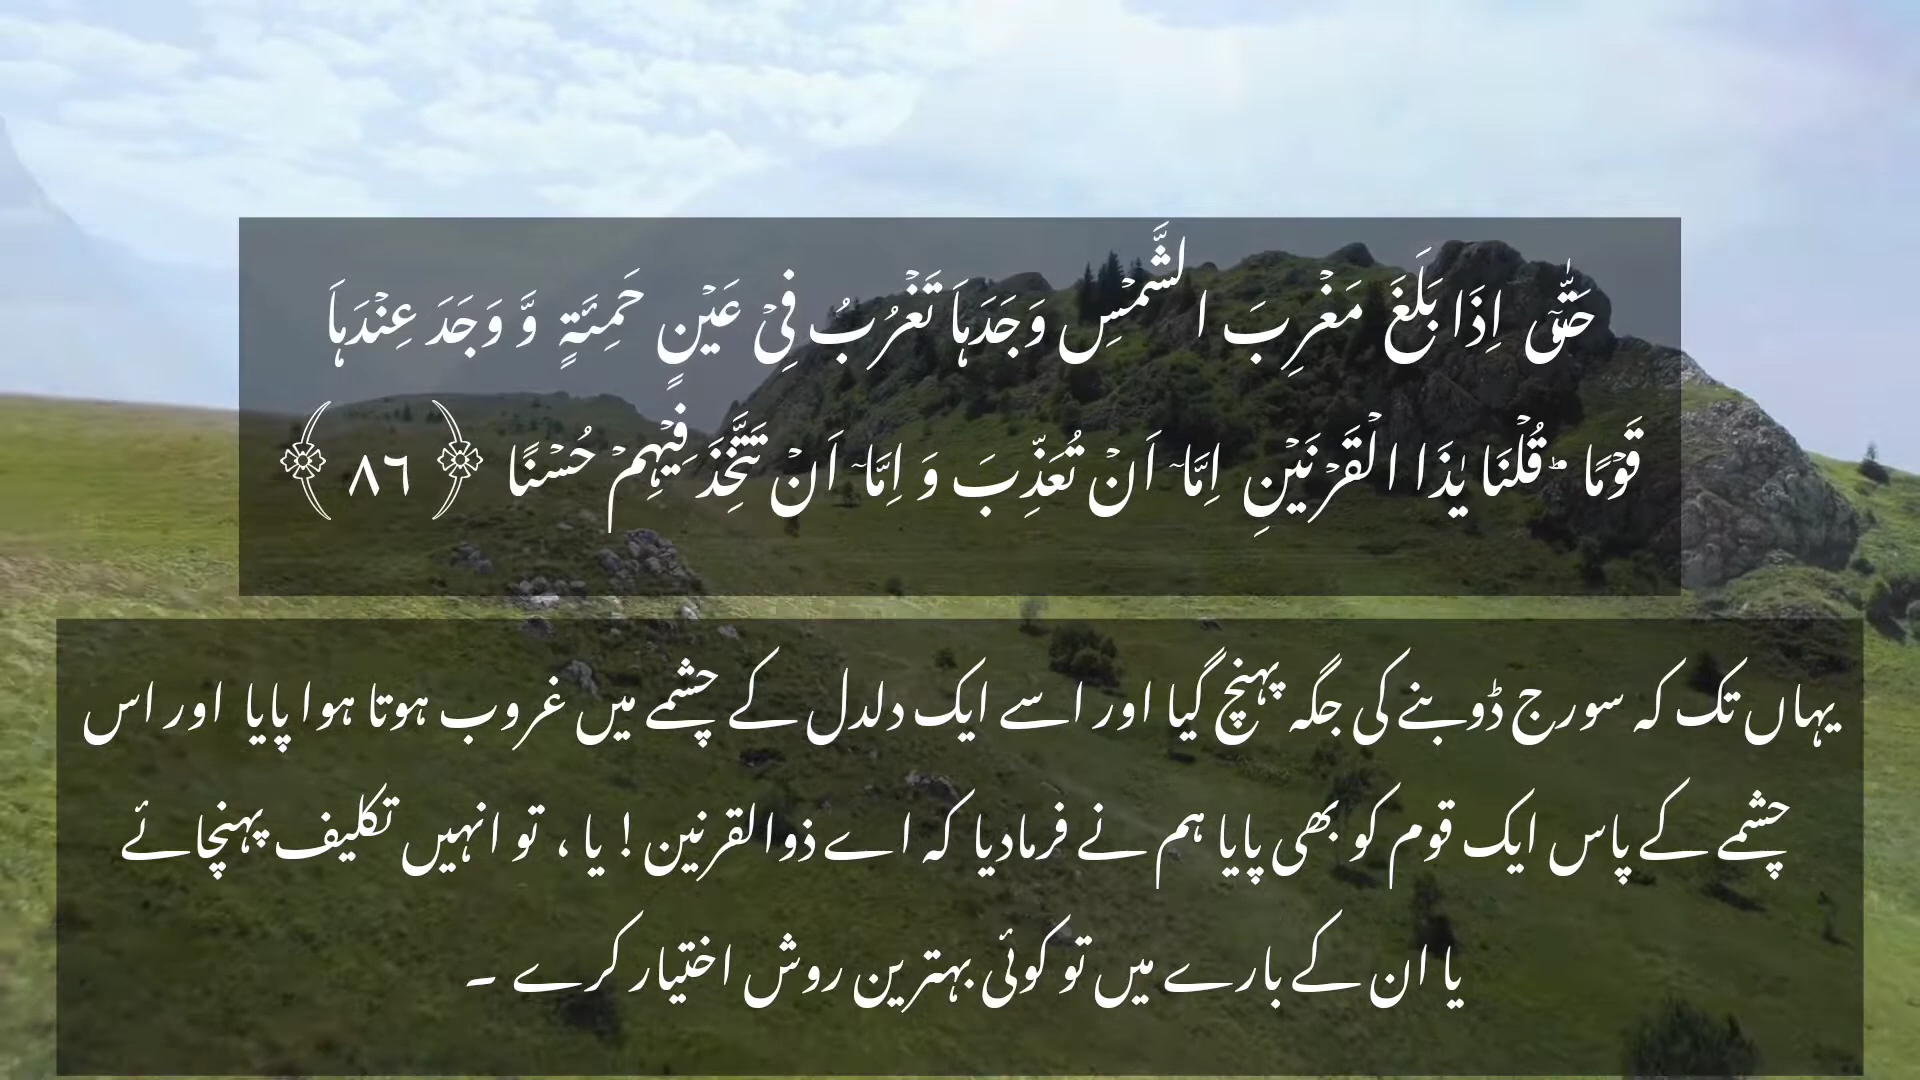 حَتّٰۤی اِذَا بَلَغَ مَغۡرِبَ الشَّمۡسِ وَجَدَہَا تَغۡرُبُ فِیۡ عَیۡنٍ حَمِئَۃٍ وَّ وَجَدَ عِنۡدَہَا
قَوۡمًا ؕ قُلۡنَا یٰذَا الۡقَرۡنَیۡنِ اِمَّاۤ اَنۡ تُعَذِّبَ وَ اِمَّاۤ اَنۡ تَتَّخِذَ فِیۡہِمۡ حُسۡنًا ﴿۸۶﴾
یہاں تک کہ سورج ڈوبنے کی جگہ پہنچ گیا اور اسے ایک دلدل کے چشمے میں غروب ہوتا ہوا پایا اور اس
چشمے کے پاس ایک قوم کو بھی پایا ہم نے فرمادیا کہ اے ذوالقرنین ! یا ، تو انہیں تکلیف پہنچائے
یا ان کے بارے میں تو کوئی بہترین روش اختیار کرے ۔